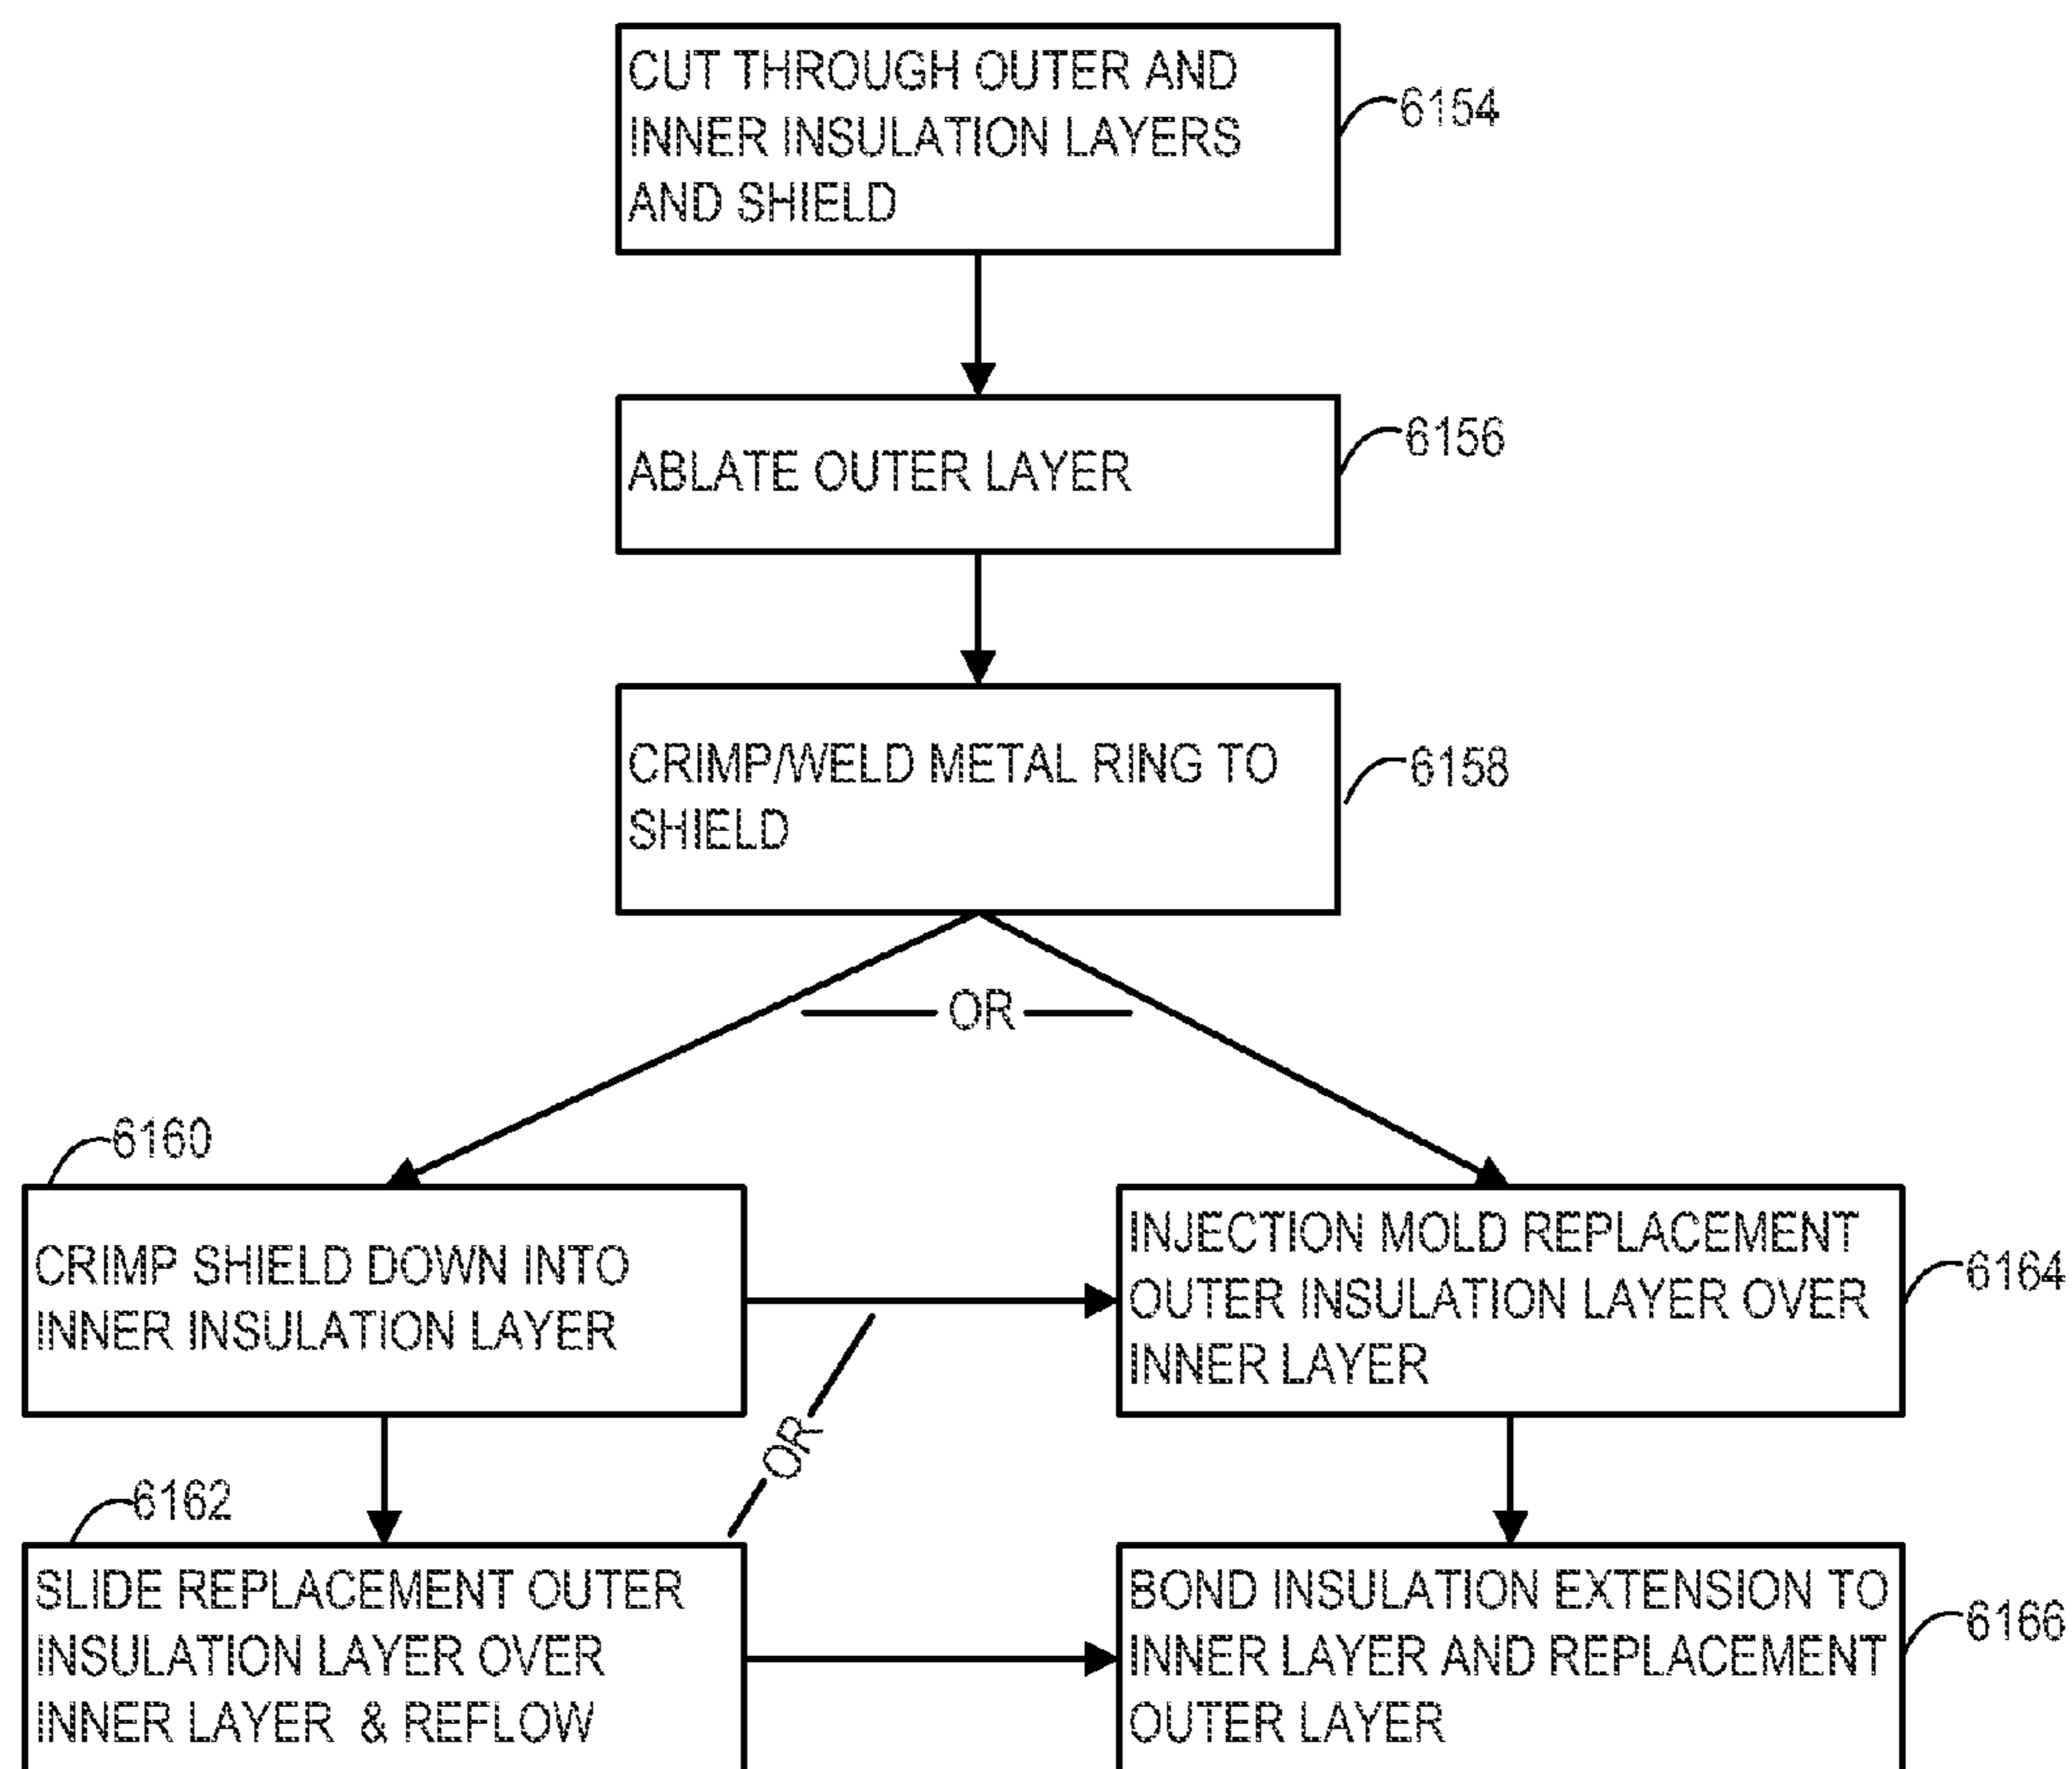 CUT THROUGH OUTER AND
INNER INSULATION LAYERS
AND SHIELD
6154
ABLATE OUTER LAYER
6156
CRIMP/WELD METAL RING TO
SHIELD
6158
OR
6160
CRIMP SHIELD DOWN INTO
INNER INSULATION LAYER
INJECTION MOLD REPLACEMENT
OUTER INSULATION LAYER OVER
INNER LAYER
6164
OR
6162
SLIDE REPLACEMENT OUTER
INSULATION LAYER OVER
INNER LAYER & REFLOW
BOND INSULATION EXTENSION TO
INNER LAYER AND REPLACEMENT
OUTER LAYER
6166